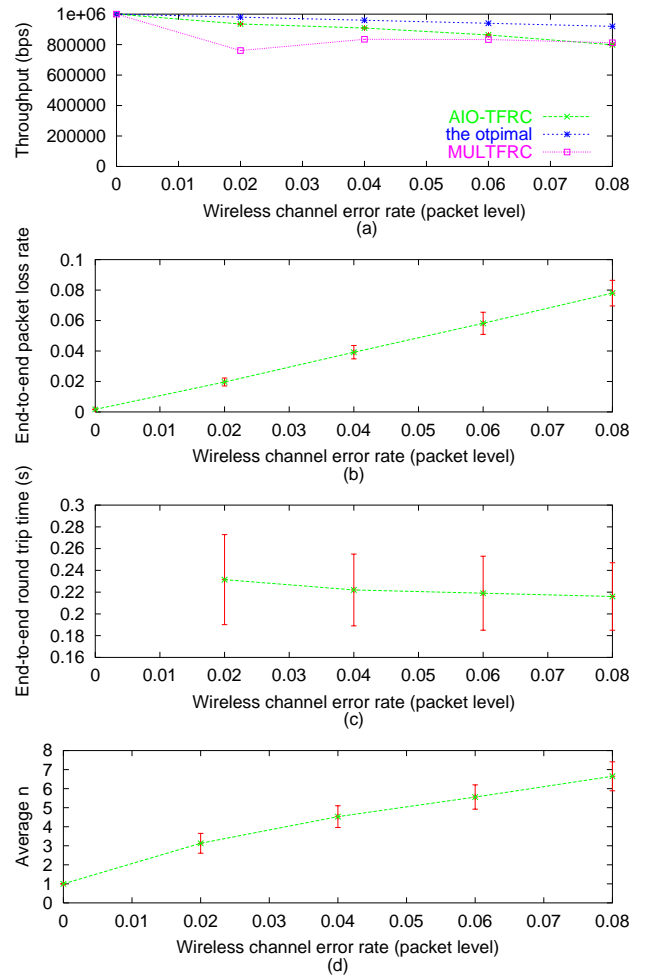 Throughput (bps)
1e+06
800000
600000
400000
200000
0
AIO-TFRC
the otpimal
MULTFRC
0 0.01 0.02 0.03 0.04 0.05 0.06 0.07 0.08
Wireless channel error rate (packet level)
(a)
End-to-end packet loss rate
0.1
0.08
0.06
0.04
0.02
0
0 0.01 0.02 0.03 0.04 0.05 0.06 0.07 0.08
Wireless channel error rate (packet level)
(b)
End-to-end round trip time (s)
0.3
0.28
0.26
0.24
0.22
0.2
0.18
0.16
0 0.01 0.02 0.03 0.04 0.05 0.06 0.07 0.08
Wireless channel error rate (packet level)
(c)
Average n
8
7
6
5
4
3
2
1
0
0 0.01 0.02 0.03 0.04 0.05 0.06 0.07 0.08
Wireless channel error rate (packet level)
(d)